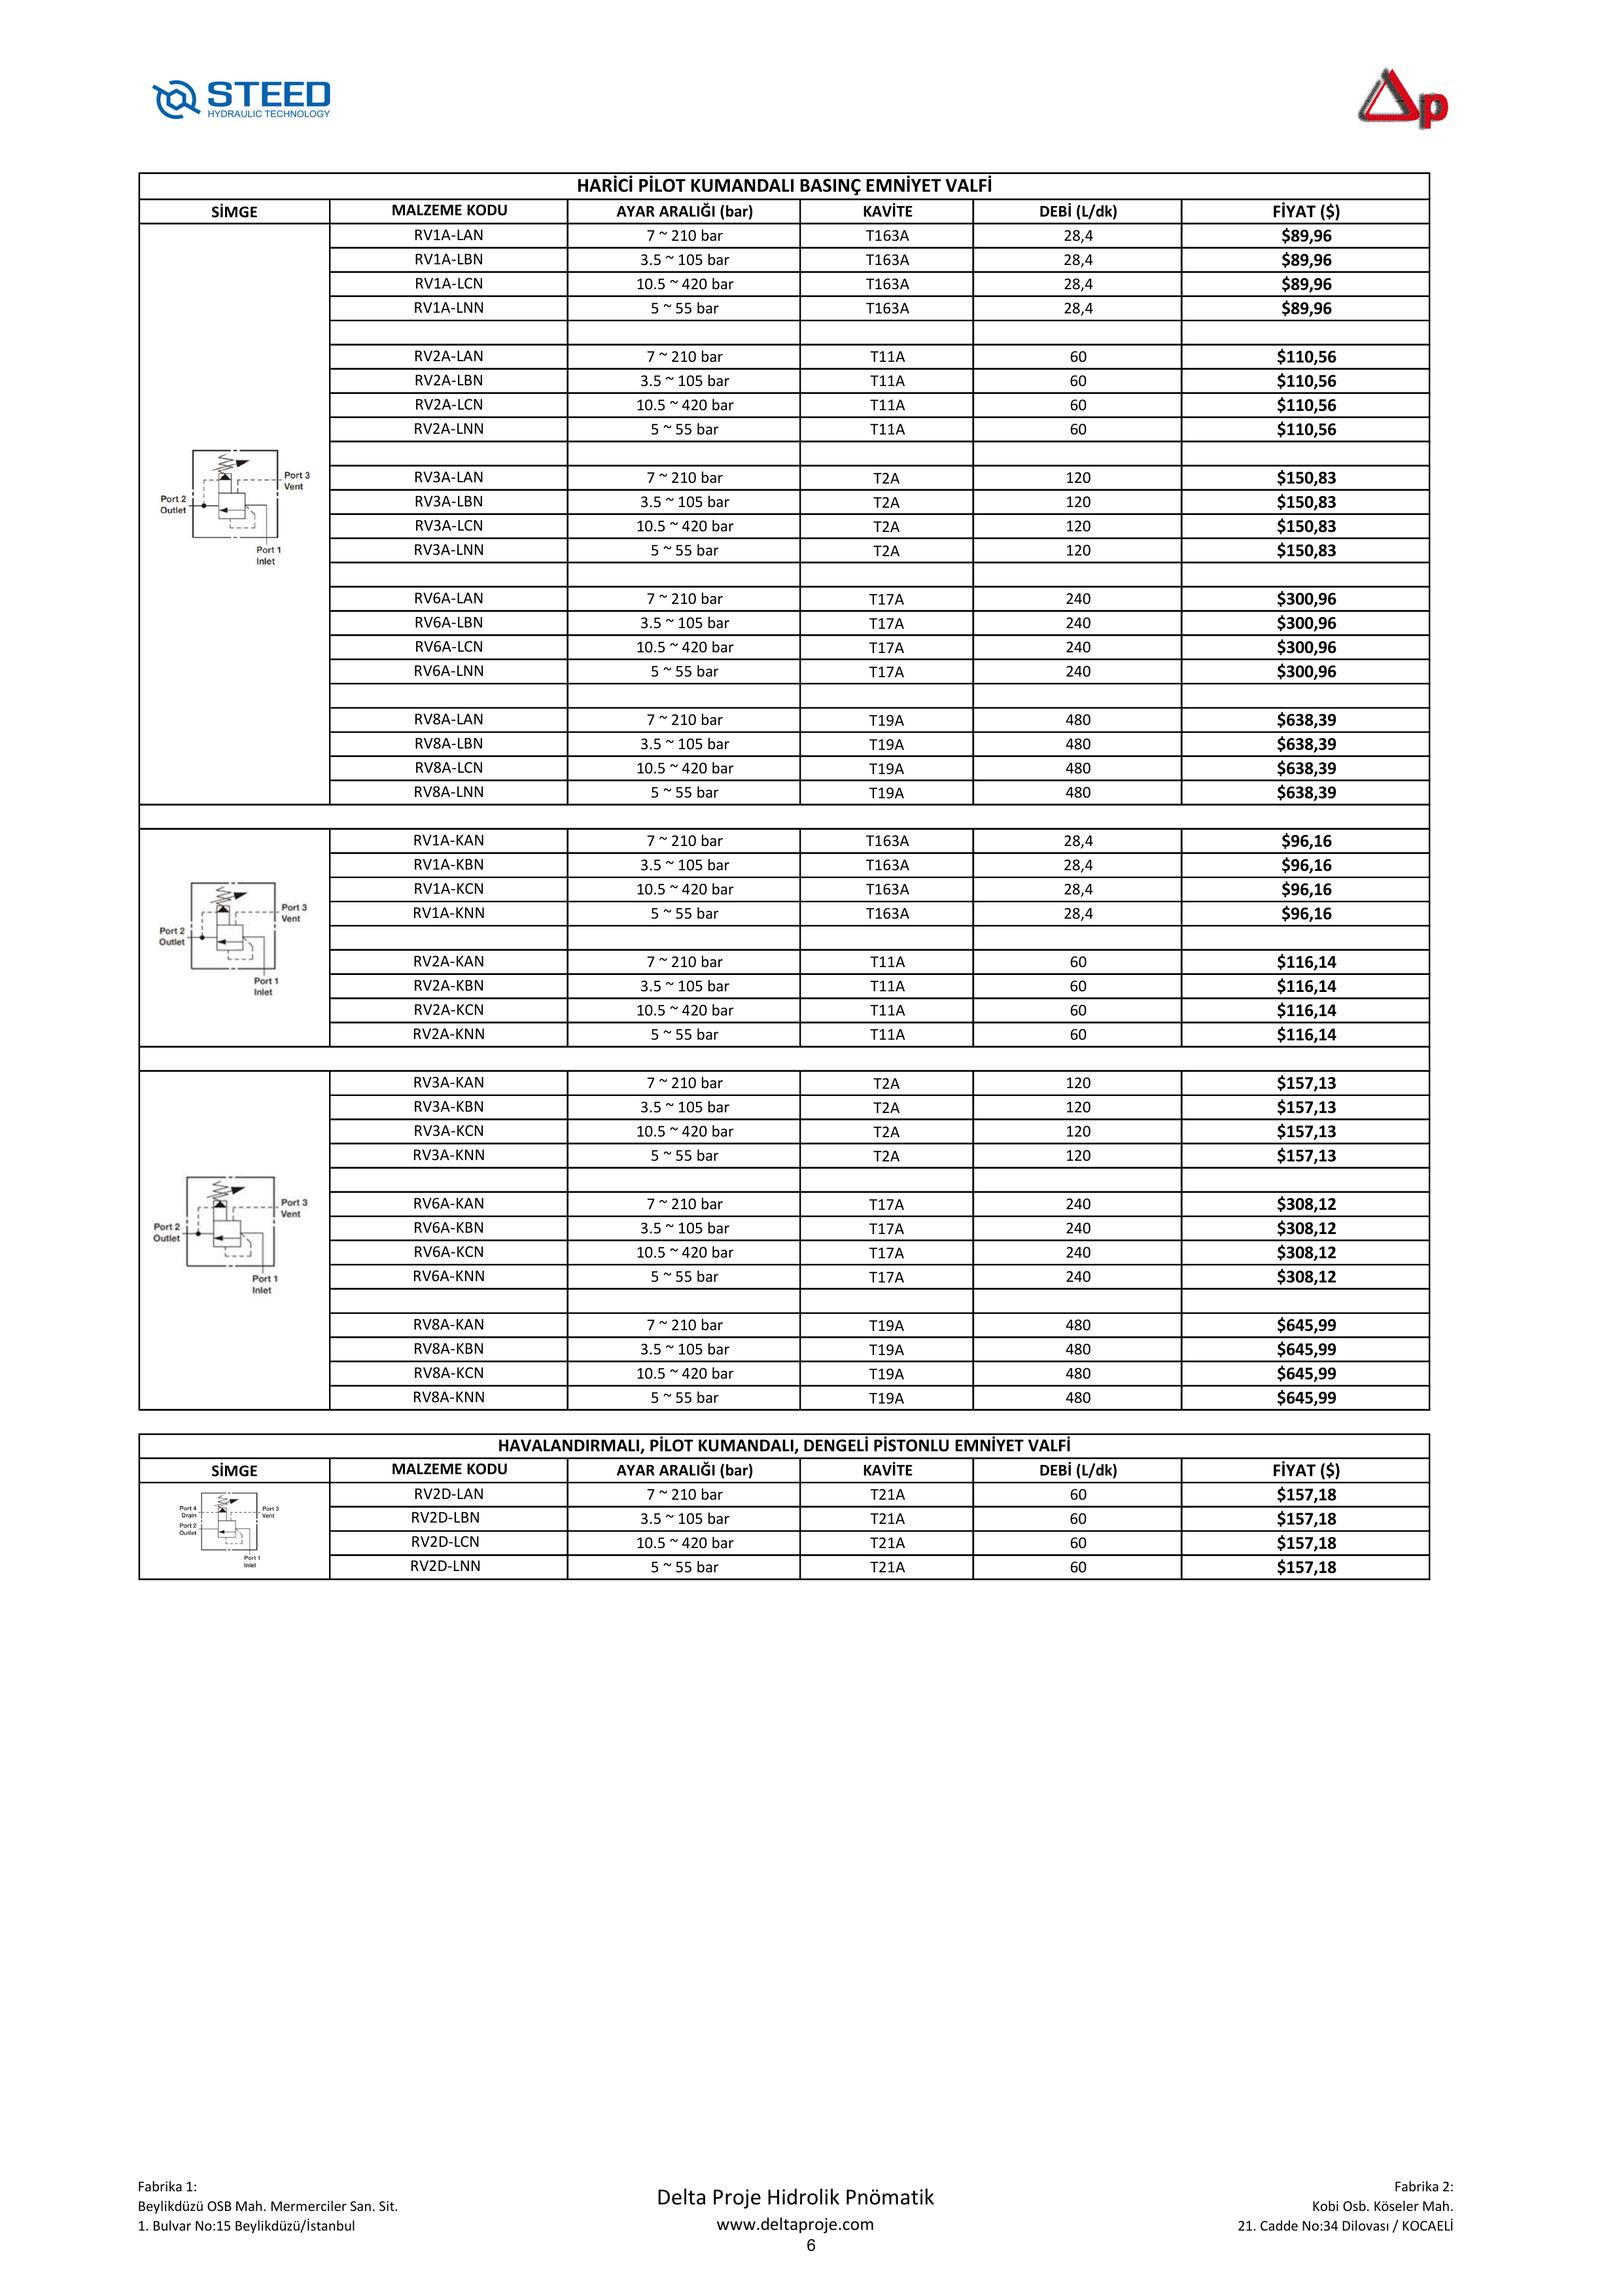 STEED
HYDRAULIC TECHNOLOGY
p
HARİCİ PİLOT KUMANDALI BASINÇ EMNİYET VALFİ
SİMGE MALZEME KODU AYAR ARALIĞI (bar) KAVİTE DEBİ (L/dk) FİYAT ($)
RV1A-LAN 7 ~ 210 bar T163A 28,4 $89,96
RV1A-LBN 3.5 ~ 105 bar T163A 28,4 $89,96
RV1A-LCN 10.5 ~ 420 bar T163A 28,4 $89,96
RV1A-LNN 5 ~ 55 bar T163A 28,4 $89,96
RV2A-LAN 7 ~ 210 bar T11A 60 $110,56
RV2A-LBN 3.5 ~ 105 bar T11A 60 $110,56
RV2A-LCN 10.5 ~ 420 bar T11A 60 $110,56
RV2A-LNN 5 ~ 55 bar T11A 60 $110,56
Port 3
Vent
Port 2
Outlet
Port 1
Inlet
RV3A-LAN 7 ~ 210 bar T2A 120 $150,83
RV3A-LBN 3.5 ~ 105 bar T2A 120 $150,83
RV3A-LCN 10.5 ~ 420 bar T2A 120 $150,83
RV3A-LNN 5 ~ 55 bar T2A 120 $150,83
RV6A-LAN 7 ~ 210 bar T17A 240 $300,96
RV6A-LBN 3.5 ~ 105 bar T17A 240 $300,96
RV6A-LCN 10.5 ~ 420 bar T17A 240 $300,96
RV6A-LNN 5 ~ 55 bar T17A 240 $300,96
RV8A-LAN 7 ~ 210 bar T19A 480 $638,39
RV8A-LBN 3.5 ~ 105 bar T19A 480 $638,39
RV8A-LCN 10.5 ~ 420 bar T19A 480 $638,39
RV8A-LNN 5 ~ 55 bar T19A 480 $638,39
RV1A-KAN 7 ~ 210 bar T163A 28,4 $96,16
RV1A-KBN 3.5 ~ 105 bar T163A 28,4 $96,16
RV1A-KCN 10.5 ~ 420 bar T163A 28,4 $96,16
RV1A-KNN 5 ~ 55 bar T163A 28,4 $96,16
Port 3
Vent
Port 2
Outlet
Port 1
Inlet
RV2A-KAN 7 ~ 210 bar T11A 60 $116,14
RV2A-KBN 3.5 ~ 105 bar T11A 60 $116,14
RV2A-KCN 10.5 ~ 420 bar T11A 60 $116,14
RV2A-KNN 5 ~ 55 bar T11A 60 $116,14
RV3A-KAN 7 ~ 210 bar T2A 120 $157,13
RV3A-KBN 3.5 ~ 105 bar T2A 120 $157,13
RV3A-KCN 10.5 ~ 420 bar T2A 120 $157,13
RV3A-KNN 5 ~ 55 bar T2A 120 $157,13
Port 3
Vent
Port 2
Outlet
Port 1
Inlet
RV6A-KAN 7 ~ 210 bar T17A 240 $308,12
RV6A-KBN 3.5 ~ 105 bar T17A 240 $308,12
RV6A-KCN 10.5 ~ 420 bar T17A 240 $308,12
RV6A-KNN 5 ~ 55 bar T17A 240 $308,12
RV8A-KAN 7 ~ 210 bar T19A 480 $645,99
RV8A-KBN 3.5 ~ 105 bar T19A 480 $645,99
RV8A-KCN 10.5 ~ 420 bar T19A 480 $645,99
RV8A-KNN 5 ~ 55 bar T19A 480 $645,99
HAVALANDIRMALI, PİLOT KUMANDALI, DENGELİ PİSTONLU EMNİYET VALFİ
SİMGE MALZEME KODU AYAR ARALIĞI (bar) KAVİTE DEBİ (L/dk) FİYAT ($)
Port 4
Drain
Port 3
Vent
Port 2
Outlet
Port 1
Inlet
RV2D-LAN 7 ~ 210 bar T21A 60 $157,18
RV2D-LBN 3.5 ~ 105 bar T21A 60 $157,18
RV2D-LCN 10.5 ~ 420 bar T21A 60 $157,18
RV2D-LNN 5 ~ 55 bar T21A 60 $157,18
Fabrika 1:
Beylikdüzü OSB Mah. Mermerciler San. Sit.
1. Bulvar No:15 Beylikdüzü/İstanbul
Delta Proje Hidrolik Pnömatik
www.deltaproje.com
6
Fabrika 2:
Kobi Osb. Köseler Mah.
21. Cadde No:34 Dilovası / KOCAELİ